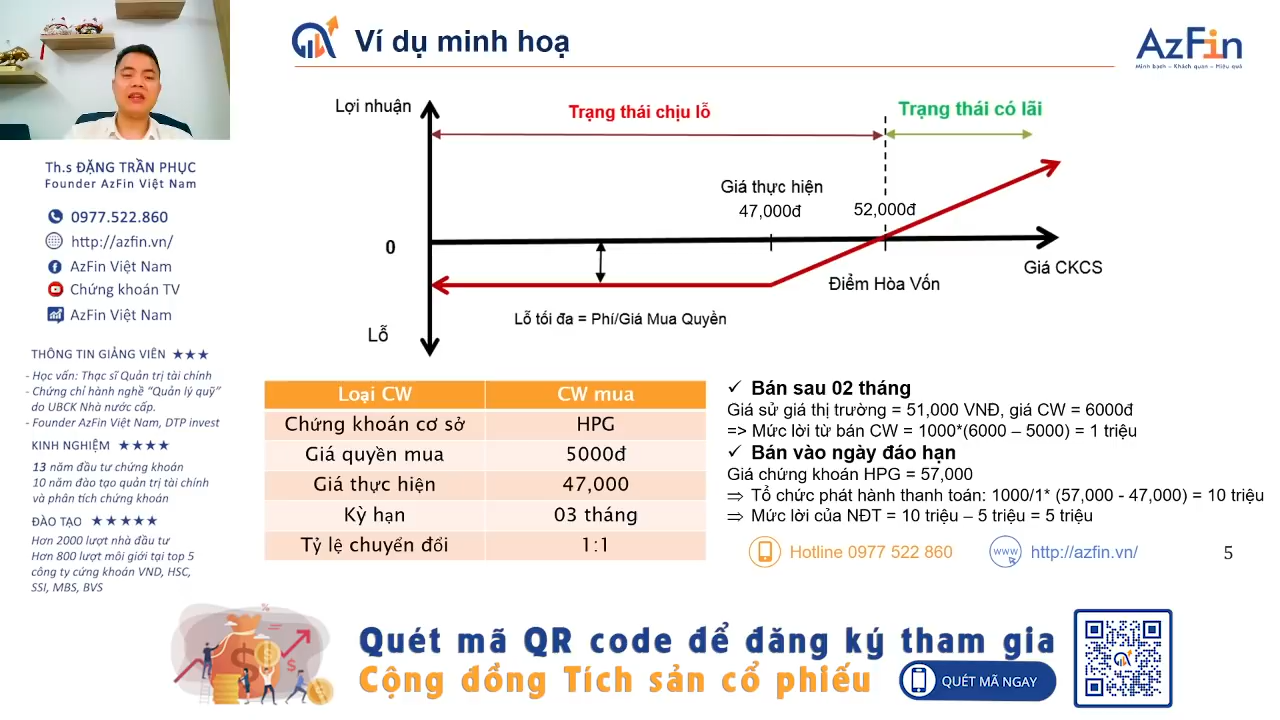 Ví dụ minh hoạ
AzFin
Minh bạch – Khách quan – Hiệu quả
Th.s ĐẶNG TRẦN PHỤC
Founder AzFin Việt Nam
0977.522.860
http://azfin.vn/
AzFin Việt Nam
Chứng khoán TV
AzFin Việt Nam
THÔNG TIN GIẢNG VIÊN ★★★
- Học vấn: Thạc sĩ Quản trị tài chính
- Chứng chỉ hành nghề “Quản lý quỹ”
do UBCK Nhà nước cấp.
- Founder AzFin Việt Nam, DTP invest
KINH NGHIỆM ★★★★
13 năm đầu tư chứng khoán
10 năm đào tạo quản trị tài chính
và phân tích chứng khoán
ĐÀO TẠO ★★★★★
Hơn 2000 lượt nhà đầu tư
Hơn 800 lượt môi giới tại top 5
công ty cứng khoán VND, HSC,
SSI, MBS, BVS
Lợi nhuận
Trạng thái chịu lỗ
Trạng thái có lãi
Giá thực hiện
47,000đ
52,000đ
0
Giá CKCS
Điểm Hòa Vốn
Lỗ tối đa = Phí/Giá Mua Quyền
Lỗ
Loại CW CW mua
Chứng khoán cơ sở HPG
Giá quyền mua 5000đ
Giá thực hiện 47,000
Kỳ hạn 03 tháng
Tỷ lệ chuyển đổi 1:1
✓ Bán sau 02 tháng
Giá sử giá thị trường = 51,000 VNĐ, giá CW = 6000đ
=> Mức lời từ bán CW = 1000*(6000 – 5000) = 1 triệu
✓ Bán vào ngày đáo hạn
Giá chứng khoán HPG = 57,000
⇒ Tổ chức phát hành thanh toán: 1000/1* (57,000 - 47,000) = 10 triệu
⇒ Mức lời của NĐT = 10 triệu – 5 triệu = 5 triệu
Hotline 0977 522 860
www
http://azfin.vn/
5
Quét mã QR code để đăng ký tham gia
Cộng đồng Tích sản cổ phiếu
QUÉT MÃ NGAY